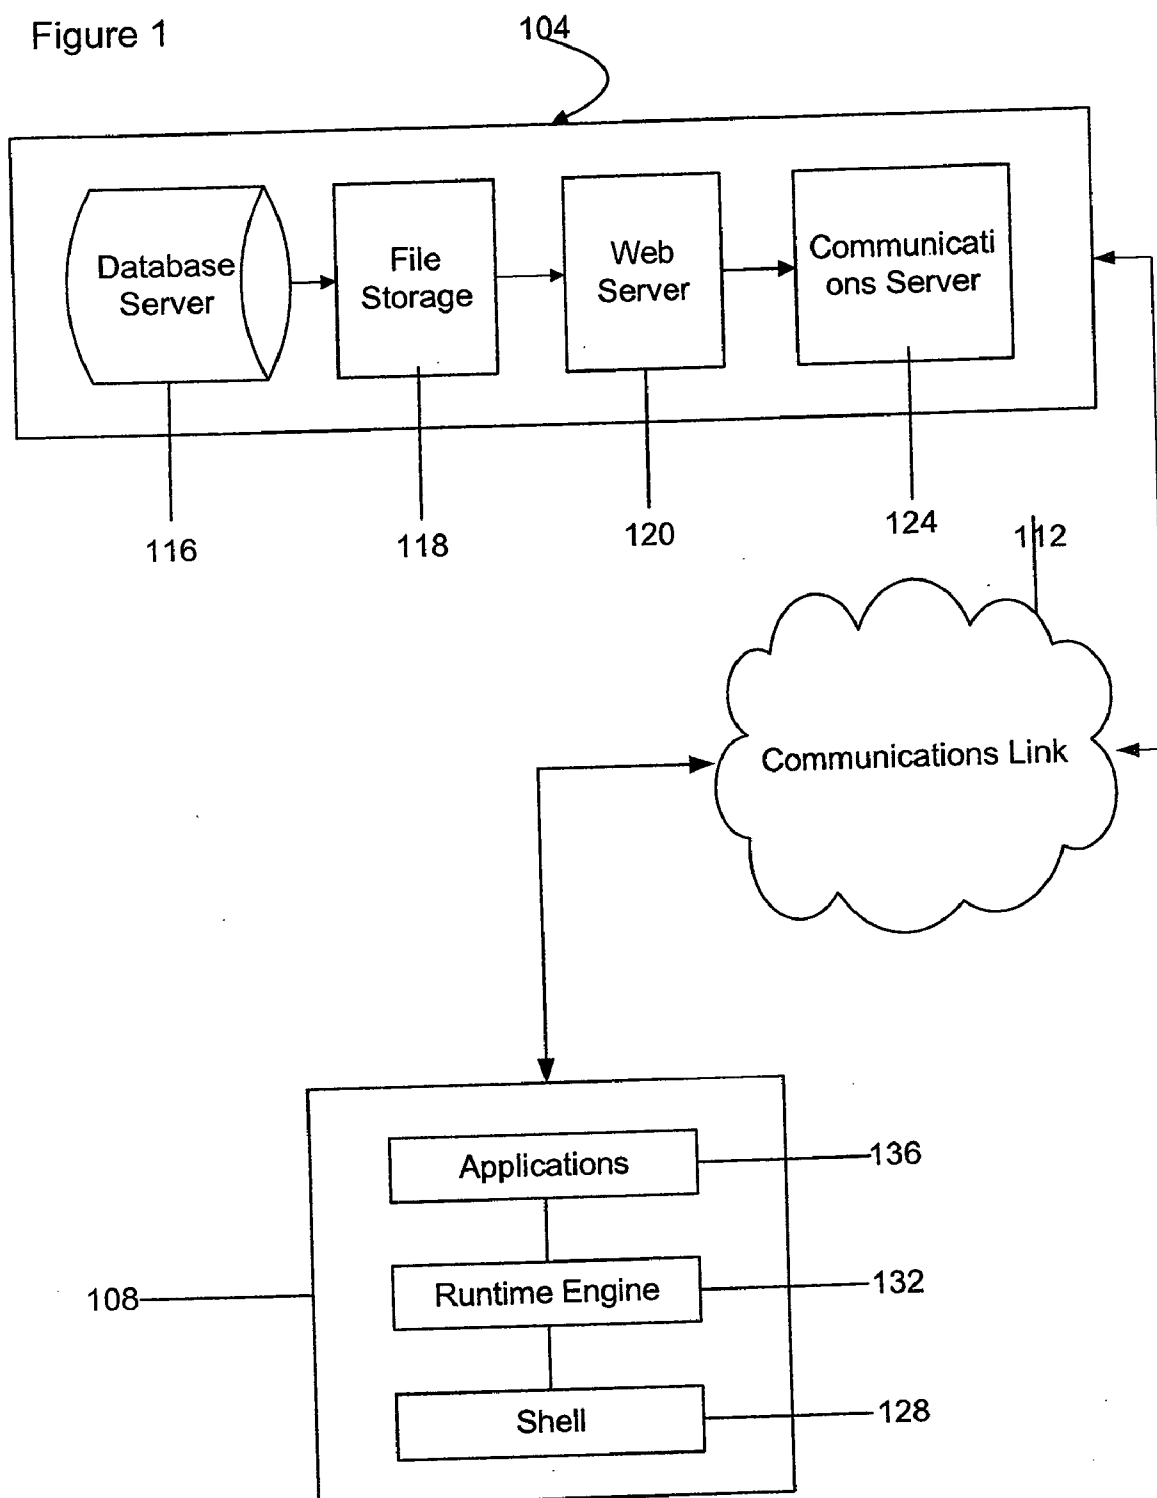 Figure 1
104
Database
Server
File
Storage
Web
Server
Communicati
ons Server
116
118
120
124
112
Communications Link
Applications
136
Runtime Engine
132
108
Shell
128